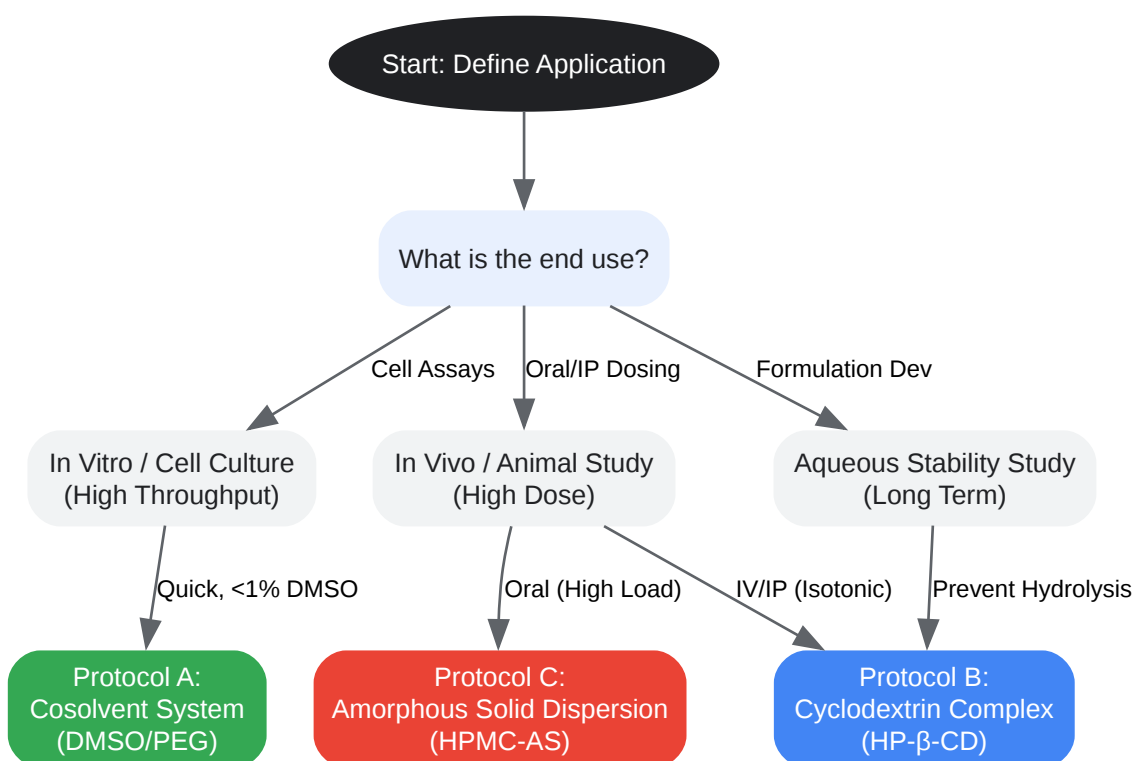 Start: Define Application
What is the end use?
Cell Assays
Oral/IP Dosing
Formulation Dev
In Vitro / Cell Culture
(High Throughput)
In Vivo / Animal Study
(High Dose)
Aqueous Stability Study
(Long Term)
Quick, <1% DMSO
Oral (High Load)
IV/IP (Isotonic)
Prevent Hydrolysis
Protocol A:
Cosolvent System
(DMSO/PEG)
Protocol C:
Amorphous Solid Dispersion
(HPMC-AS)
Protocol B:
Cyclodextrin Complex
(HP-β-CD)